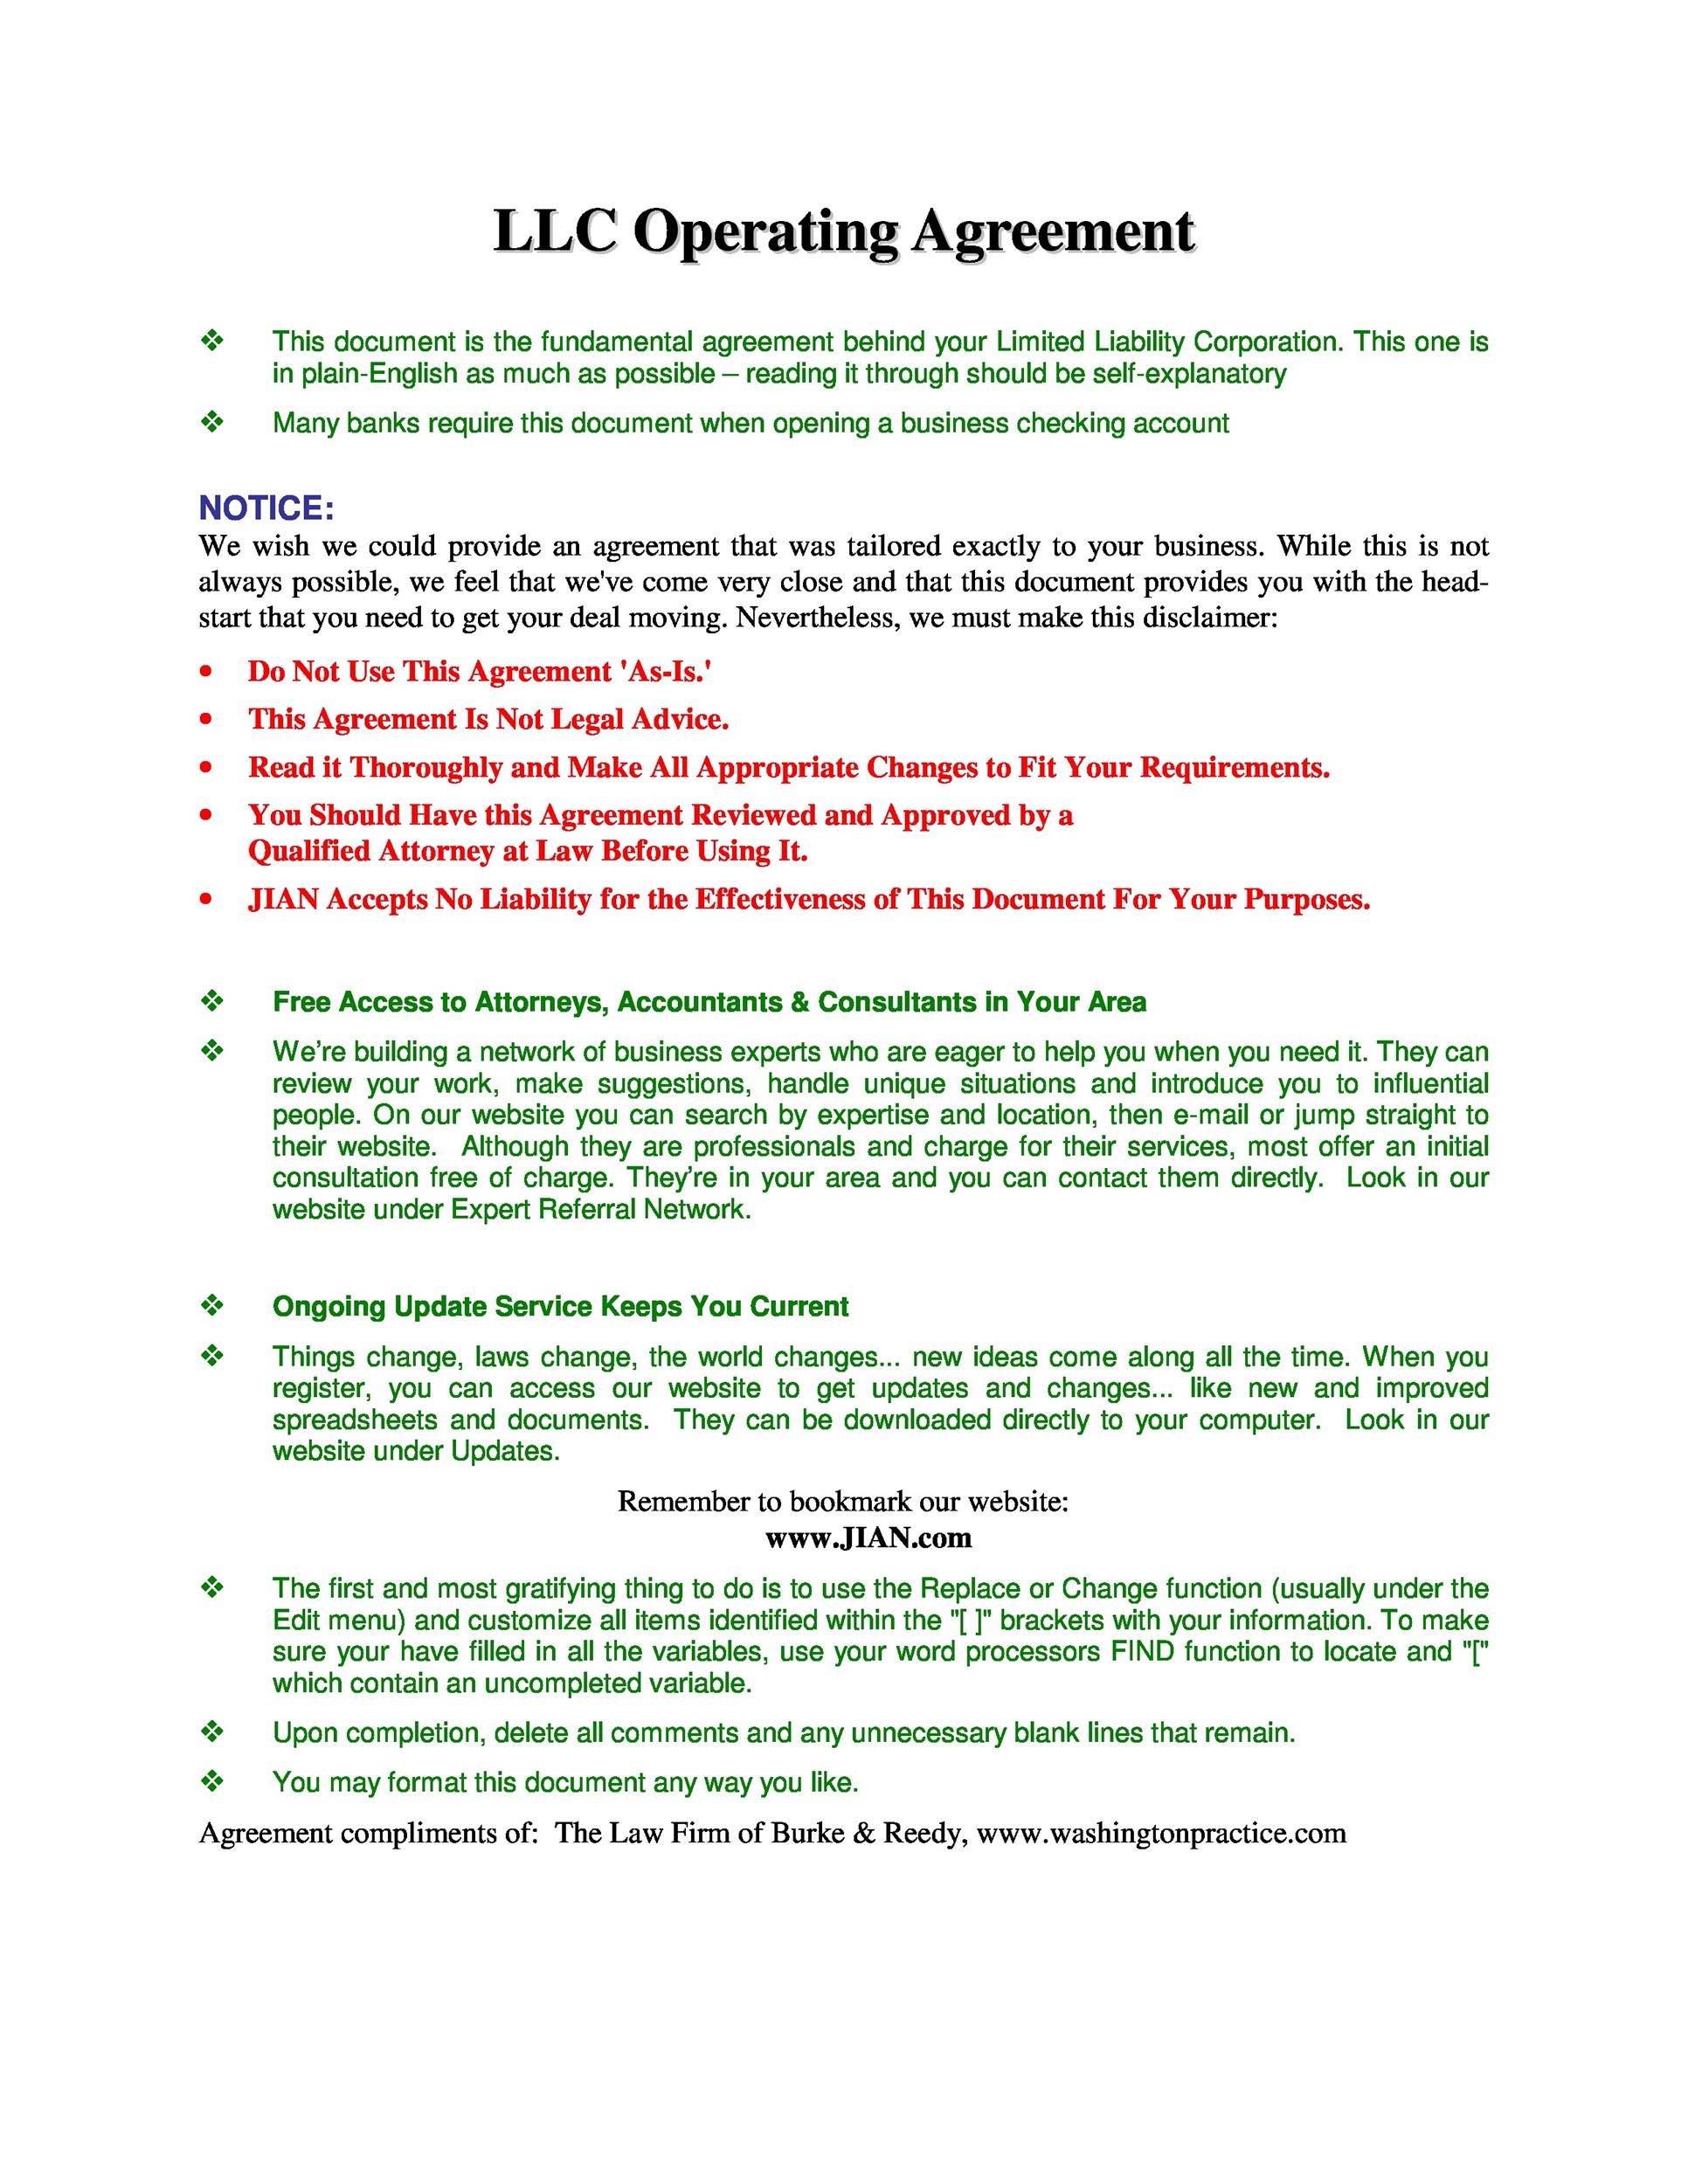 LLC Operating Agreement
❖ This document is the fundamental agreement behind your Limited Liability Corporation. This one is
in plain-English as much as possible – reading it through should be self-explanatory
❖ Many banks require this document when opening a business checking account
NOTICE:
We wish we could provide an agreement that was tailored exactly to your business. While this is not
always possible, we feel that we've come very close and that this document provides you with the head-
start that you need to get your deal moving. Nevertheless, we must make this disclaimer:
• Do Not Use This Agreement 'As-Is.'
• This Agreement Is Not Legal Advice.
• Read it Thoroughly and Make All Appropriate Changes to Fit Your Requirements.
• You Should Have this Agreement Reviewed and Approved by a
Qualified Attorney at Law Before Using It.
• JIAN Accepts No Liability for the Effectiveness of This Document For Your Purposes.
❖ Free Access to Attorneys, Accountants & Consultants in Your Area
❖ We’re building a network of business experts who are eager to help you when you need it. They can
review your work, make suggestions, handle unique situations and introduce you to influential
people. On our website you can search by expertise and location, then e-mail or jump straight to
their website.  Although they are professionals and charge for their services, most offer an initial
consultation free of charge. They’re in your area and you can contact them directly.  Look in our
website under Expert Referral Network.
❖ Ongoing Update Service Keeps You Current
❖ Things change, laws change, the world changes... new ideas come along all the time. When you
register, you can access our website to get updates and changes... like new and improved
spreadsheets and documents.  They can be downloaded directly to your computer.  Look in our
website under Updates.
Remember to bookmark our website:
www.JIAN.com
❖ The first and most gratifying thing to do is to use the Replace or Change function (usually under the
Edit menu) and customize all items identified within the "[ ]" brackets with your information. To make
sure your have filled in all the variables, use your word processors FIND function to locate and "["
which contain an uncompleted variable.
❖ Upon completion, delete all comments and any unnecessary blank lines that remain.
❖ You may format this document any way you like.
Agreement compliments of:  The Law Firm of Burke & Reedy, www.washingtonpractice.com